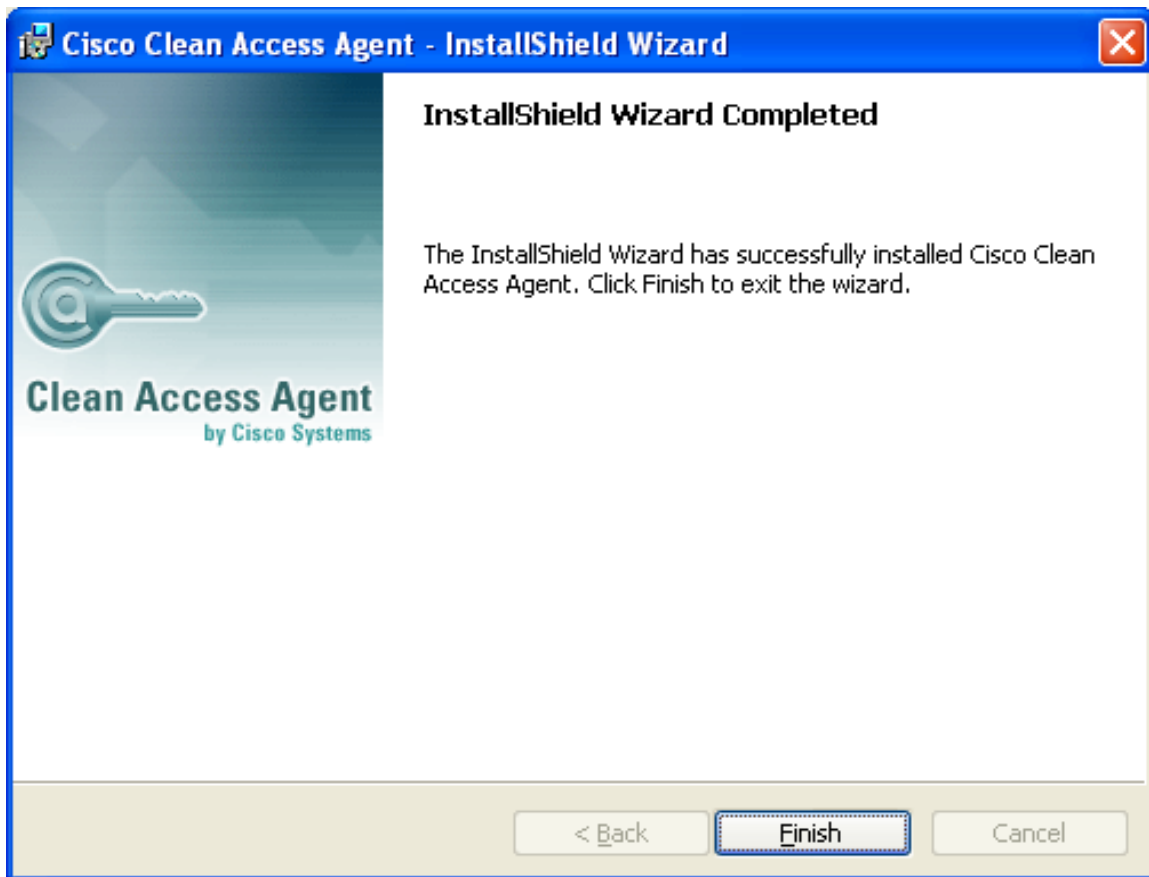 Cisco Clean Access Agent - InstallShield Wizard
InstallShield Wizard Completed
The InstallShield Wizard has successfully installed Cisco Clean
Access Agent. Click Finish to exit the wizard.
@
Clean Access Agent
by Cisco Systems
< Back
Finish
Cancel